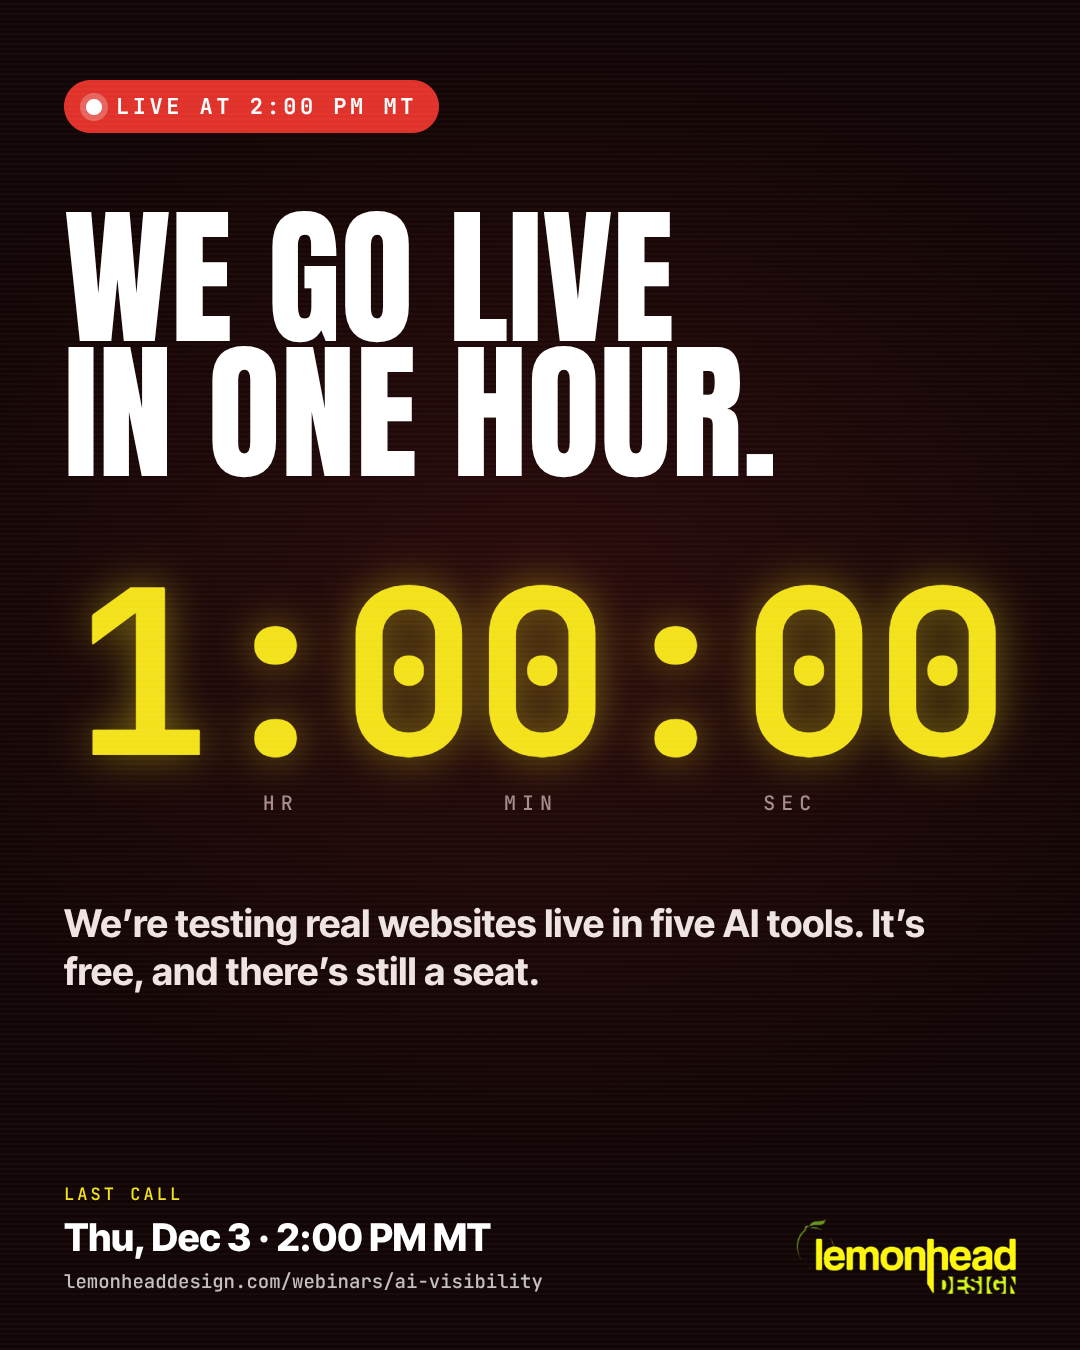 LIVE AT 2:00 PM MT
WE GO LIVE
IN ONE HOUR.
1:00:00
HR MIN SEC
We’re testing real websites live in five AI tools. It’s
free, and there’s still a seat.
LAST CALL
Thu, Dec 3 · 2:00 PM MT
lemonheaddesign.com/webinars/ai-visibility
lemonhead
DESIGN